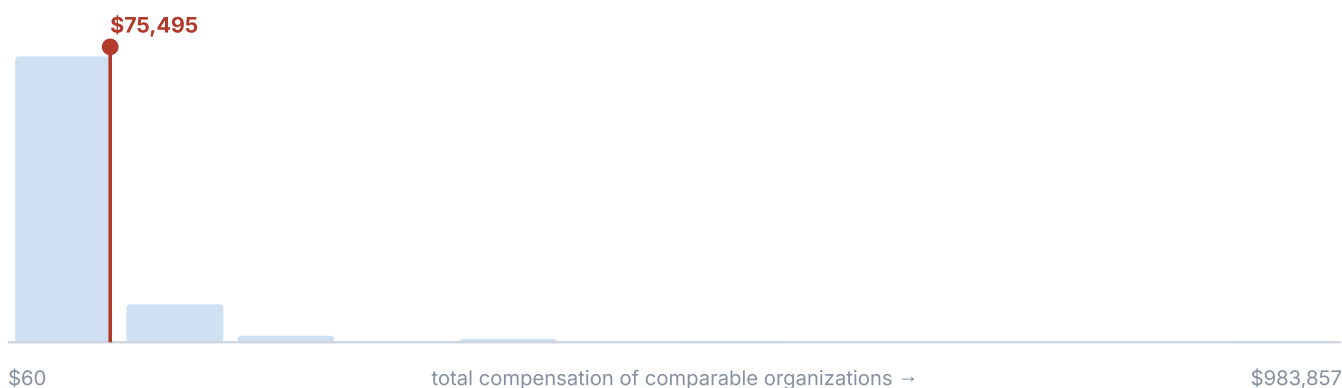 $75,495
$60 total compensation of comparable organizations → $983,857